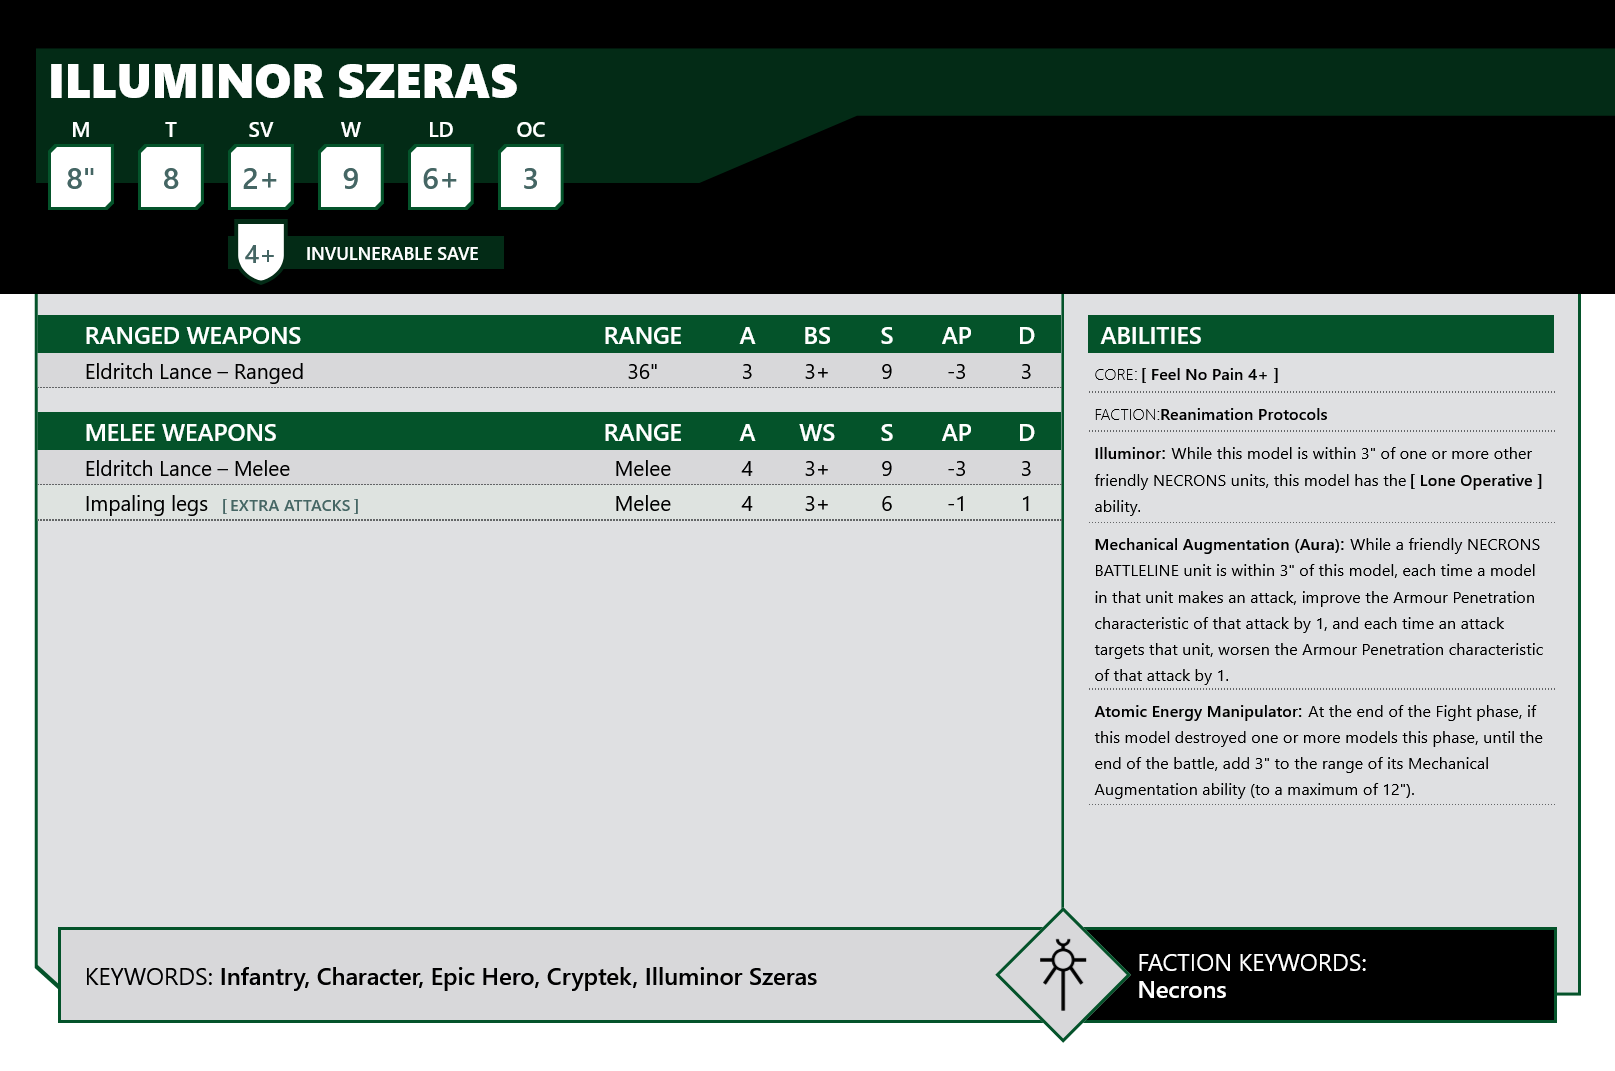 ILLUMINOR SZERAS
M T SV W LD OC
8" 8 2+ 9 6+ 3
4+ INVULNERABLE SAVE
RANGED WEAPONS RANGE A BS S AP D
Eldritch Lance – Ranged 36" 3 3+ 9 -3 3
MELEE WEAPONS RANGE A WS S AP D
Eldritch Lance – Melee Melee 4 3+ 9 -3 3
Impaling legs [ EXTRA ATTACKS ] Melee 4 3+ 6 -1 1
ABILITIES
CORE: [ Feel No Pain 4+ ]
FACTION:Reanimation Protocols
Illuminor: While this model is within 3" of one or more other
friendly NECRONS units, this model has the [ Lone Operative ]
ability.
Mechanical Augmentation (Aura): While a friendly NECRONS
BATTLELINE unit is within 3" of this model, each time a model
in that unit makes an attack, improve the Armour Penetration
characteristic of that attack by 1, and each time an attack
targets that unit, worsen the Armour Penetration characteristic
of that attack by 1.
Atomic Energy Manipulator: At the end of the Fight phase, if
this model destroyed one or more models this phase, until the
end of the battle, add 3" to the range of its Mechanical
Augmentation ability (to a maximum of 12").
KEYWORDS: Infantry, Character, Epic Hero, Cryptek, Illuminor Szeras
FACTION KEYWORDS:
Necrons